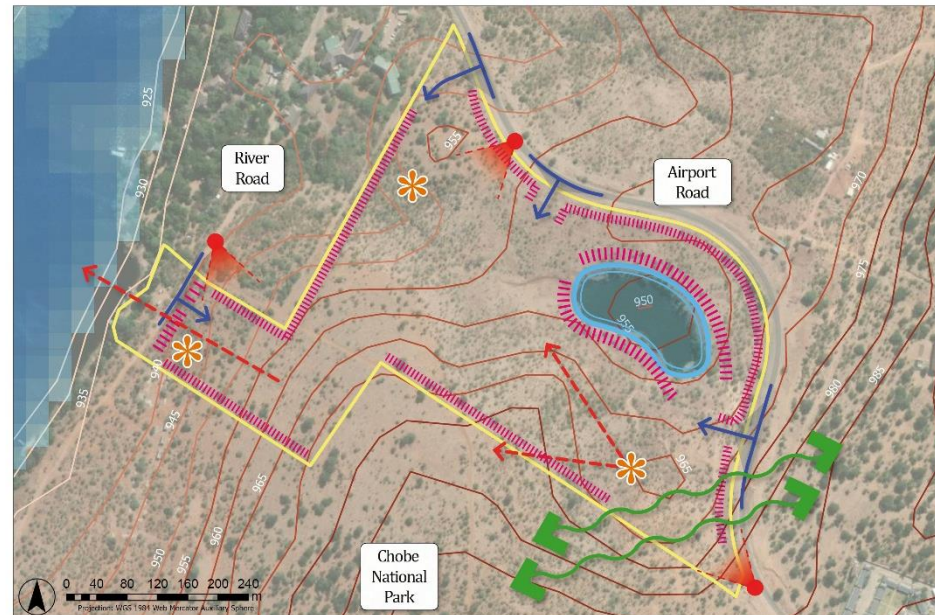 925
955
River
Road
930
Airport
Road
970
975
950
955
940
935
945
980
985
965
965
960
950
955
Chobe
National
Park
0 40 80 120 160 200 240
m
Projection: WGS 1984 Web Mercator Auxiliary Sphere